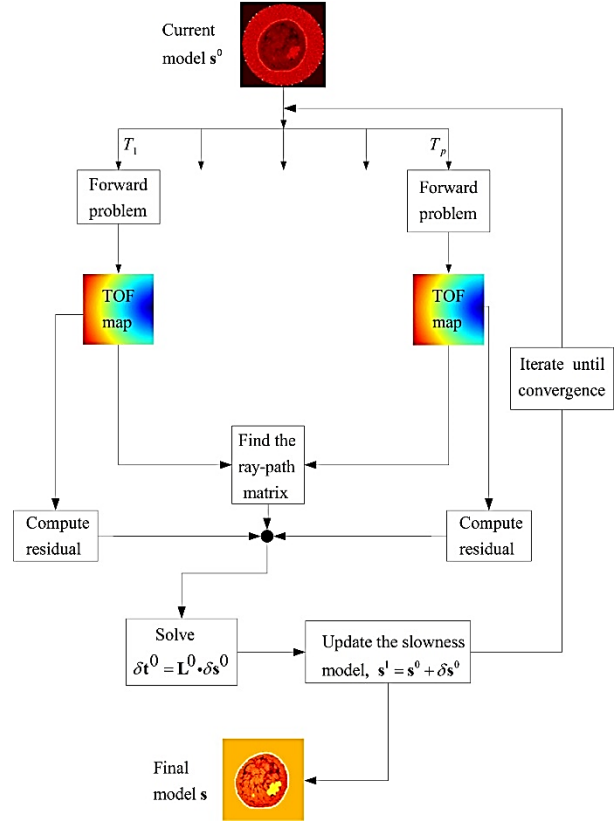 Current
model s⁰
T₁
Tₚ
Forward
problem
Forward
problem
TOF
map
TOF
map
Iterate until
convergence
Find the
ray-path
matrix
Compute
residual
Compute
residual
Solve
δt⁰ = L⁰•δs⁰
Update the slowness
model, s¹ = s⁰ + δs⁰
Final
model s